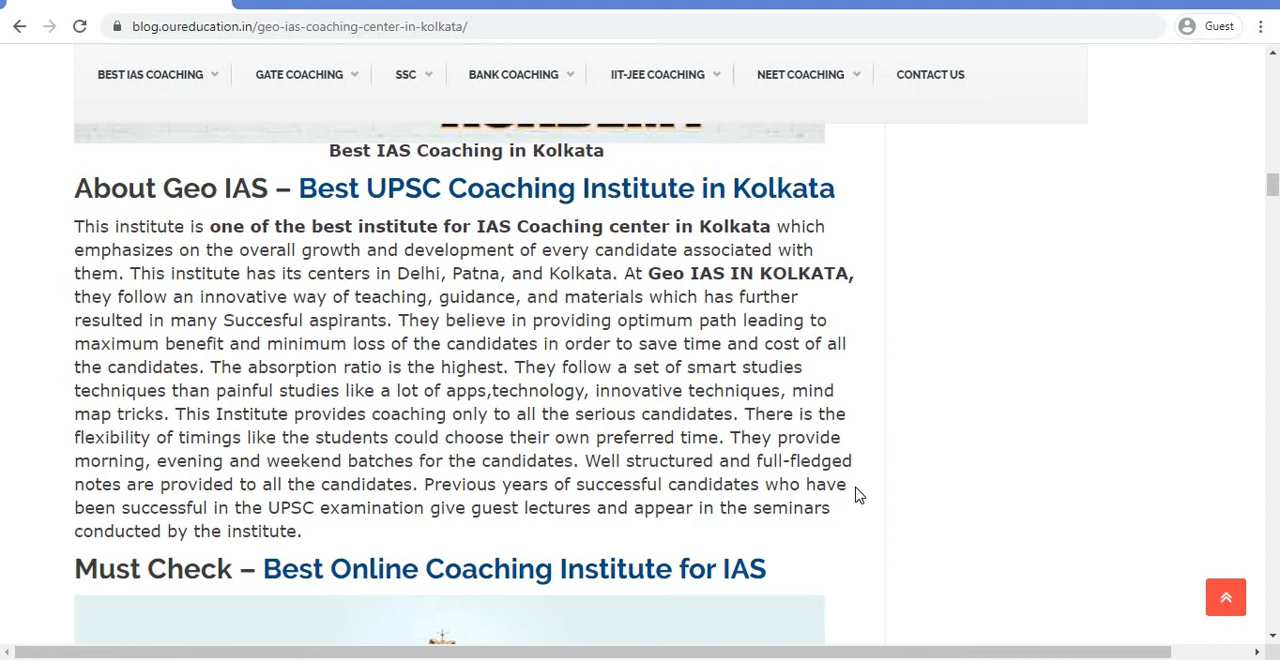 blog.oureducation.in/geo-ias-coaching-center-in-kolkata/
Guest
BEST IAS COACHING
GATE COACHING
SSC
BANK COACHING
IIT-JEE COACHING
NEET COACHING
CONTACT US
Best IAS Coaching in Kolkata
About Geo IAS – Best UPSC Coaching Institute in Kolkata
This institute is one of the best institute for IAS Coaching center in Kolkata which
emphasizes on the overall growth and development of every candidate associated with
them. This institute has its centers in Delhi, Patna, and Kolkata. At Geo IAS IN KOLKATA,
they follow an innovative way of teaching, guidance, and materials which has further
resulted in many Succesful aspirants. They believe in providing optimum path leading to
maximum benefit and minimum loss of the candidates in order to save time and cost of all
the candidates. The absorption ratio is the highest. They follow a set of smart studies
techniques than painful studies like a lot of apps,technology, innovative techniques, mind
map tricks. This Institute provides coaching only to all the serious candidates. There is the
flexibility of timings like the students could choose their own preferred time. They provide
morning, evening and weekend batches for the candidates. Well structured and full-fledged
notes are provided to all the candidates. Previous years of successful candidates who have
been successful in the UPSC examination give guest lectures and appear in the seminars
conducted by the institute.
Must Check – Best Online Coaching Institute for IAS